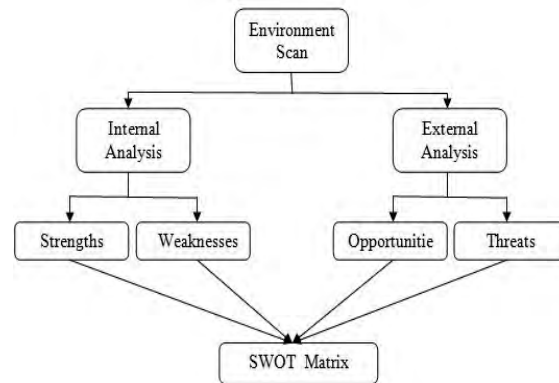 Environment
Scan
Internal
Analysis
External
Analysis
Strengths
Weaknesses
Opportunitie
Threats
SWOT Matrix